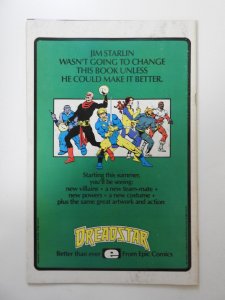 JIM STARLIN
WASN'T GOING TO CHANGE
THIS BOOK UNLESS
HE COULD MAKE IT BETTER.
Starting this summer,
you'll be seeing:
new villains • a new team-mate •
new powers • a new costume •
plus the same great artwork and action
DREADSTAR
Better than ever From Epic Comics